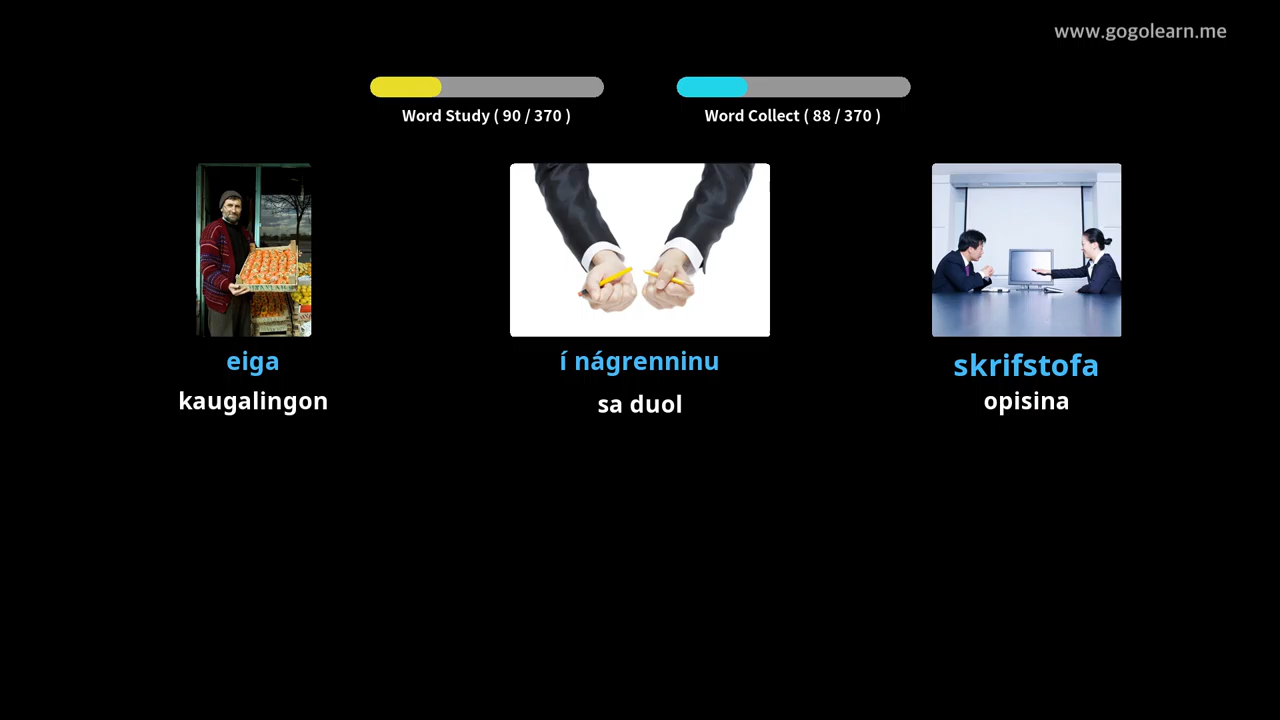 www.gogolearn.me
Word Study ( 90 / 370 )
Word Collect ( 88 / 370 )
eiga
í nágrenninu
skrifstofa
kaugalingon
sa duol
opisina